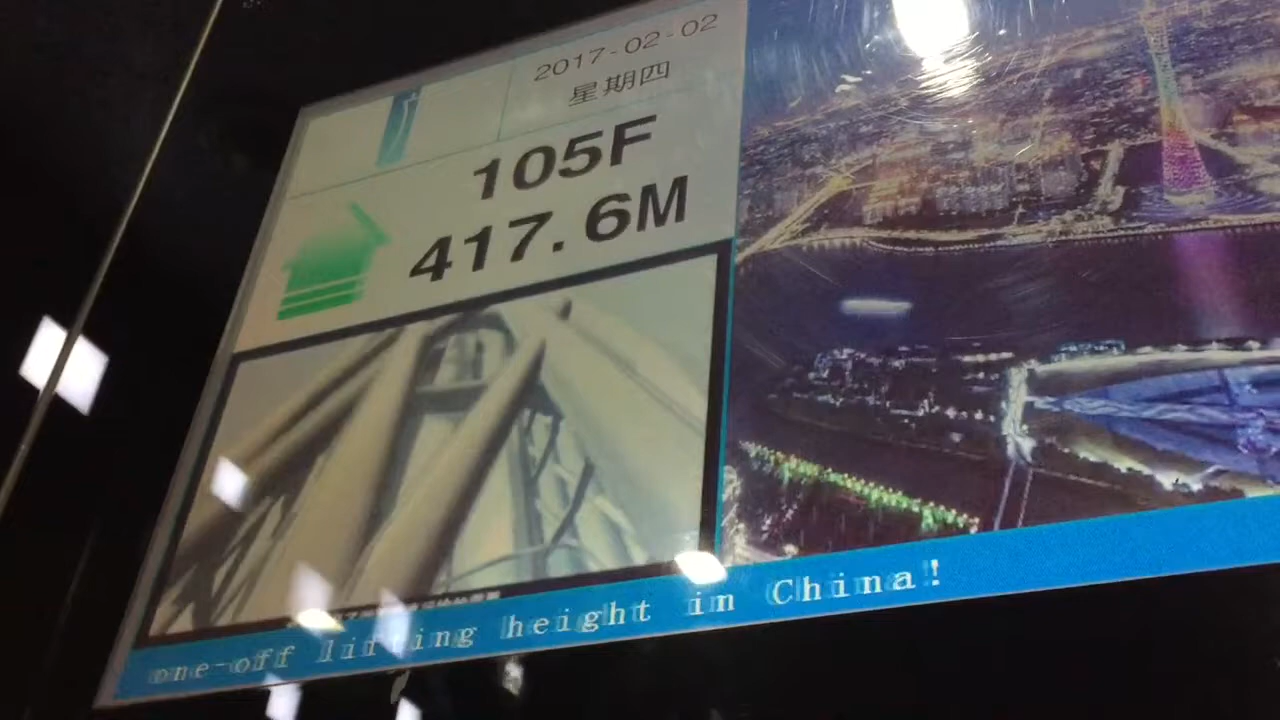 2017-02-02
星期四
105F
417.6M
one-off lifting height in China!